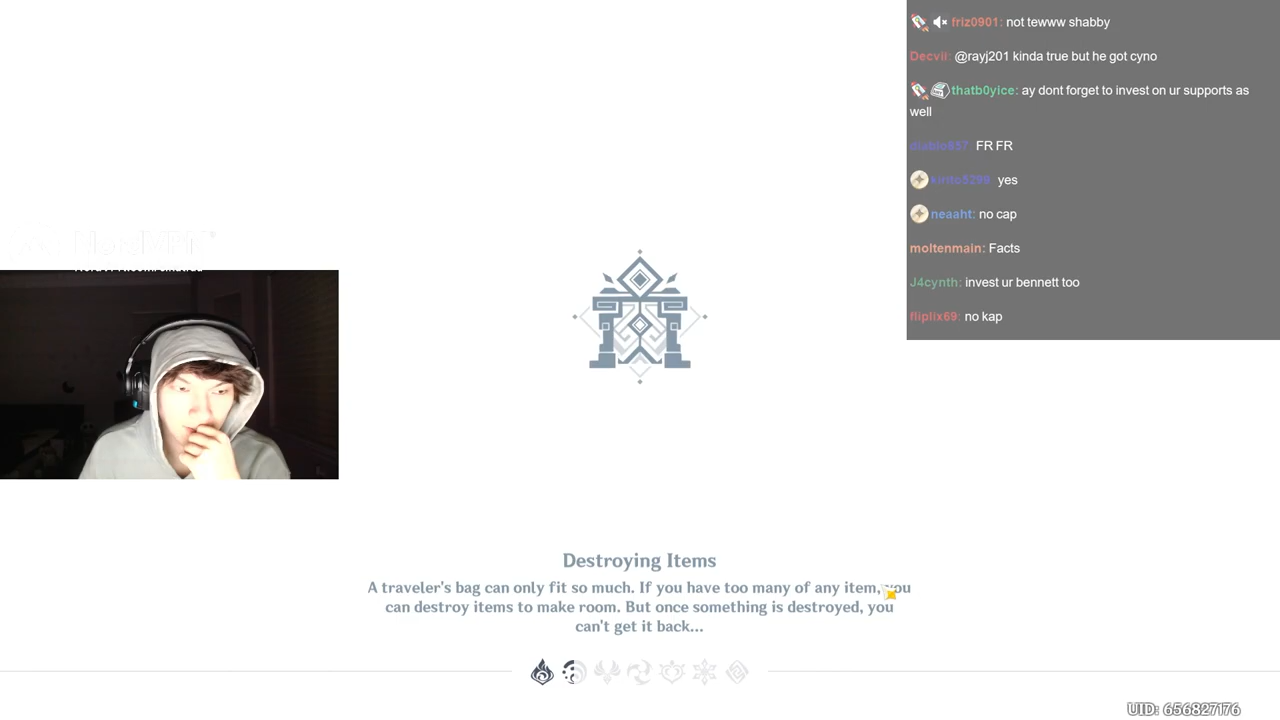 friz0901: not tewww shabby
Decvii: @rayj201 kinda true but he got cyno
thatb0yice: ay dont forget to invest on ur supports as
well
diablo657: FR FR
kirito5299: yes
neaaht: no cap
moltenmain: Facts
J4cynth: invest ur bennett too
fliplix69: no kap
Destroying Items
A traveler's bag can only fit so much. If you have too many of any item, you
can destroy items to make room. But once something is destroyed, you
can't get it back...
UID: 656827176